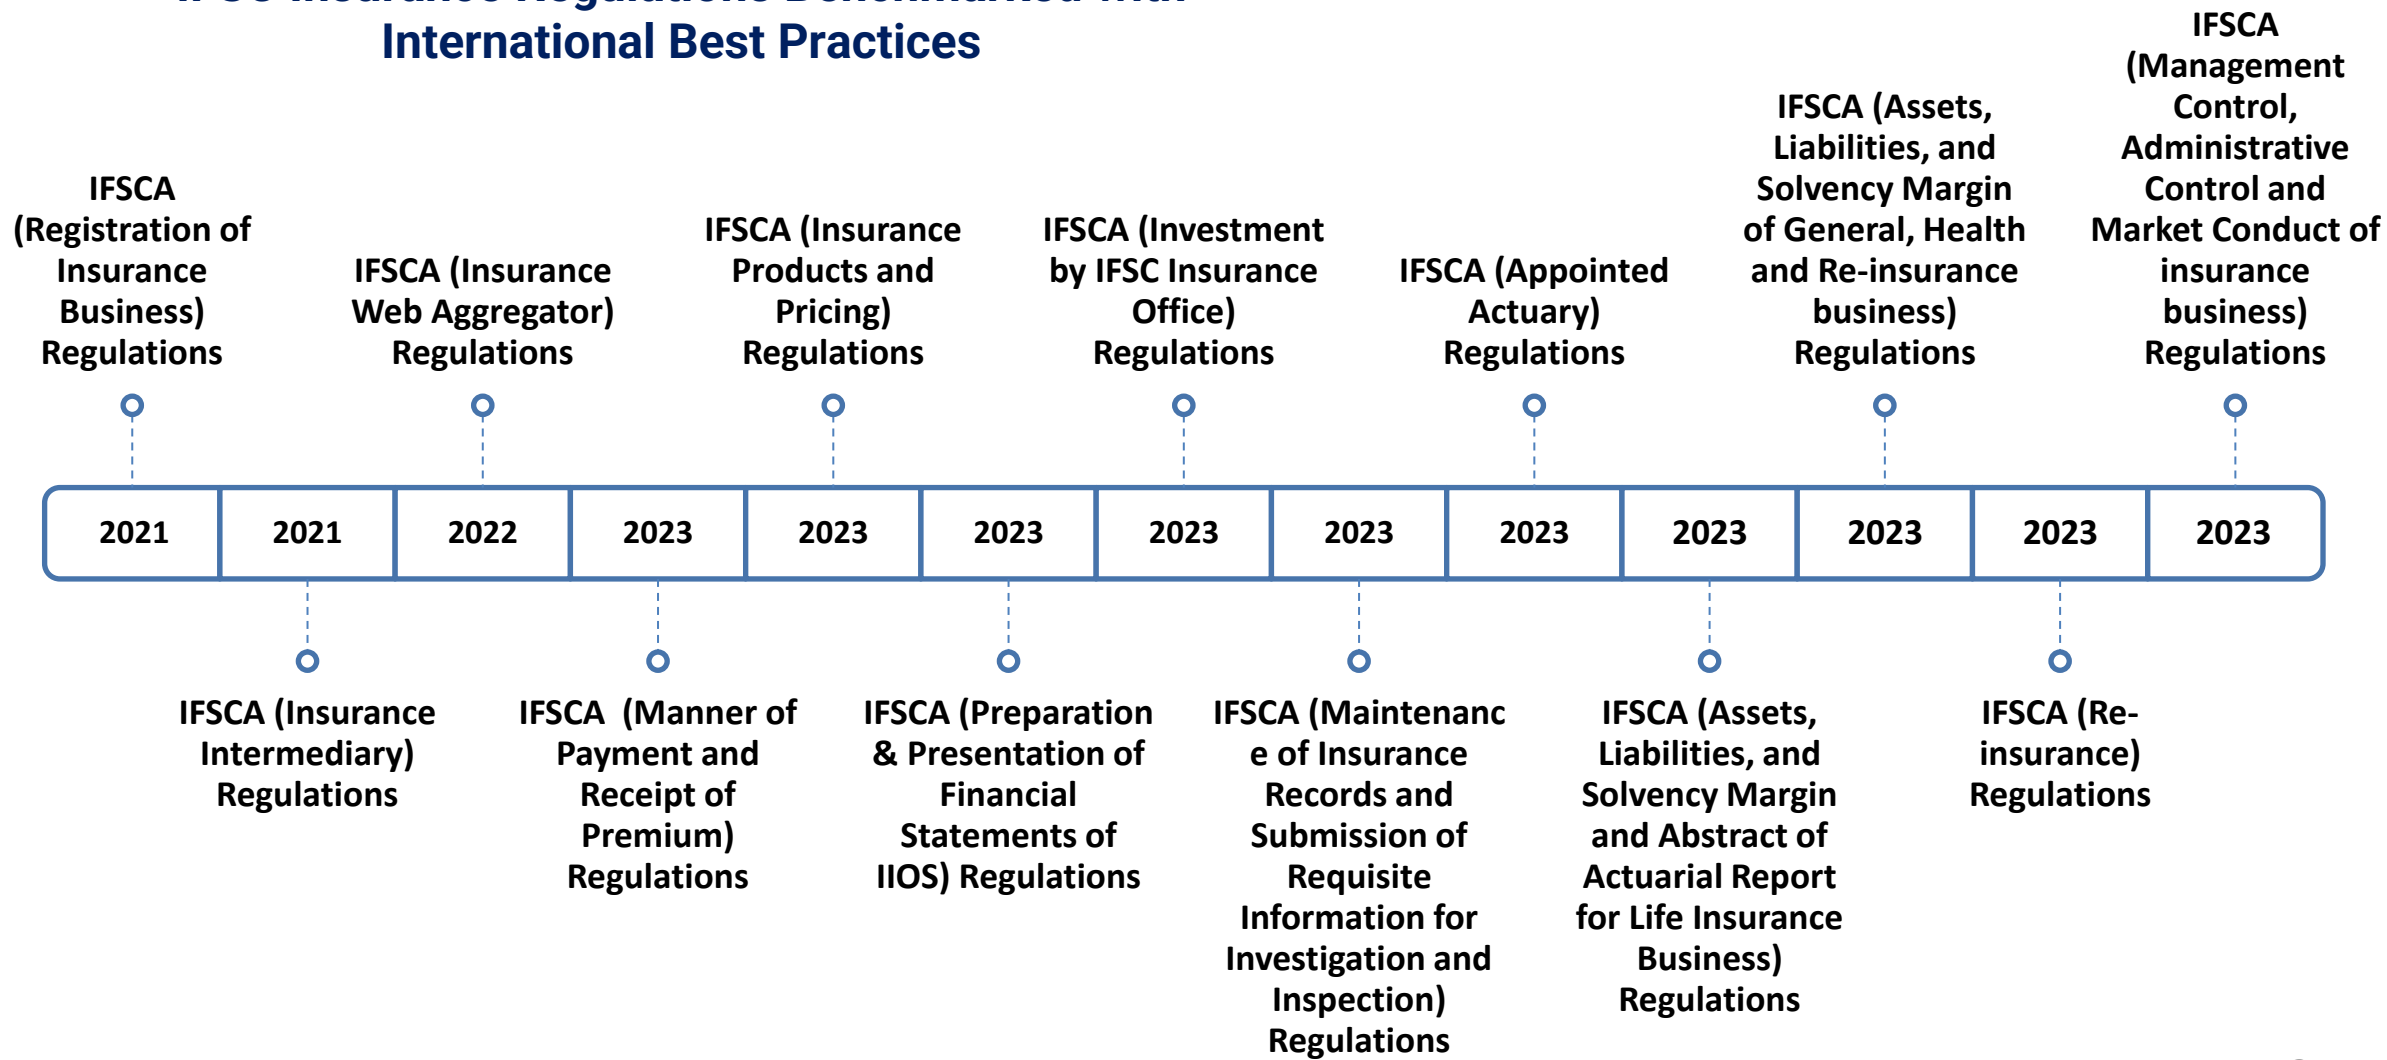 International Best Practices
IFSCA
(Registration of
Insurance
Business)
Regulations
IFSCA (Insurance
Web Aggregator)
Regulations
IFSCA (Insurance
Products and
Pricing)
Regulations
IFSCA (Investment
by IFSC Insurance
Office)
Regulations
IFSCA (Appointed
Actuary)
Regulations
IFSCA (Assets,
Liabilities, and
Solvency Margin
of General, Health
and Re-insurance
business)
Regulations
IFSCA
(Management
Control,
Administrative
Control and
Market Conduct of
insurance
business)
Regulations
2021
2021
2022
2023
2023
2023
2023
2023
2023
2023
2023
2023
2023
IFSCA (Insurance
Intermediary)
Regulations
IFSCA  (Manner of
Payment and
Receipt of
Premium)
Regulations
IFSCA (Preparation
& Presentation of
Financial
Statements of
IIOS) Regulations
IFSCA (Maintenanc
e of Insurance
Records and
Submission of
Requisite
Information for
Investigation and
Inspection)
Regulations
IFSCA (Assets,
Liabilities, and
Solvency Margin
and Abstract of
Actuarial Report
for Life Insurance
Business)
Regulations
IFSCA (Re-
insurance)
Regulations